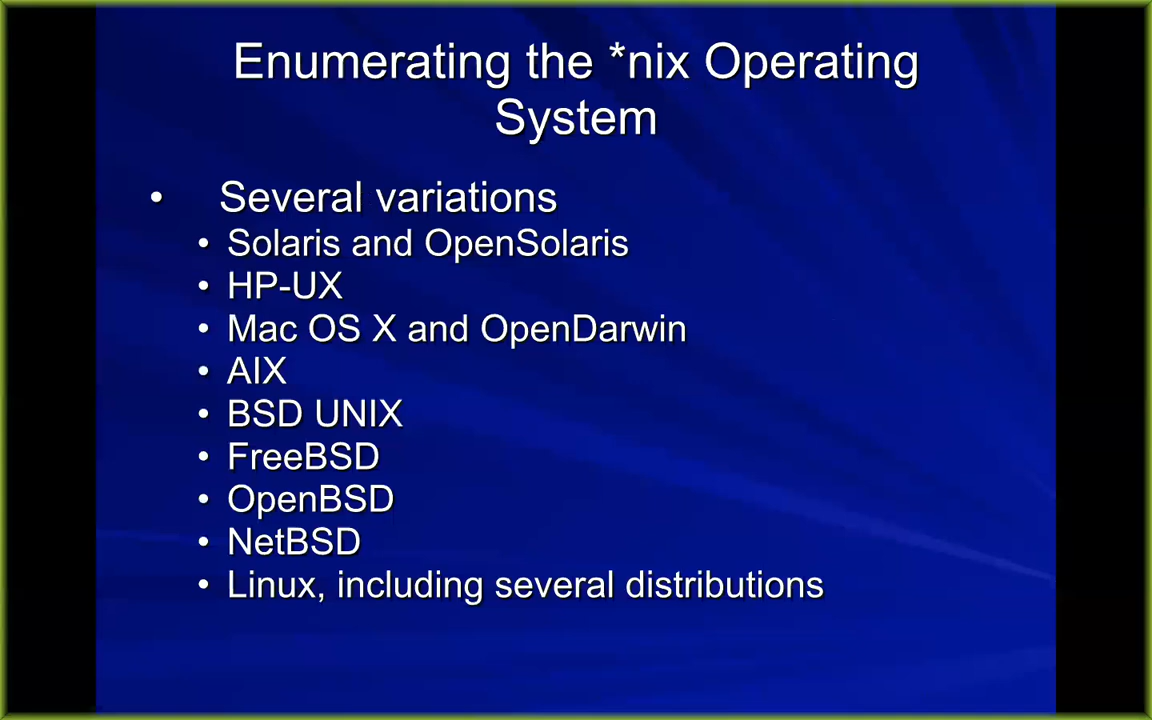 Enumerating the *nix Operating
System
• Several variations
• Solaris and OpenSolaris
• HP-UX
• Mac OS X and OpenDarwin
• AIX
• BSD UNIX
• FreeBSD
• OpenBSD
• NetBSD
• Linux, including several distributions